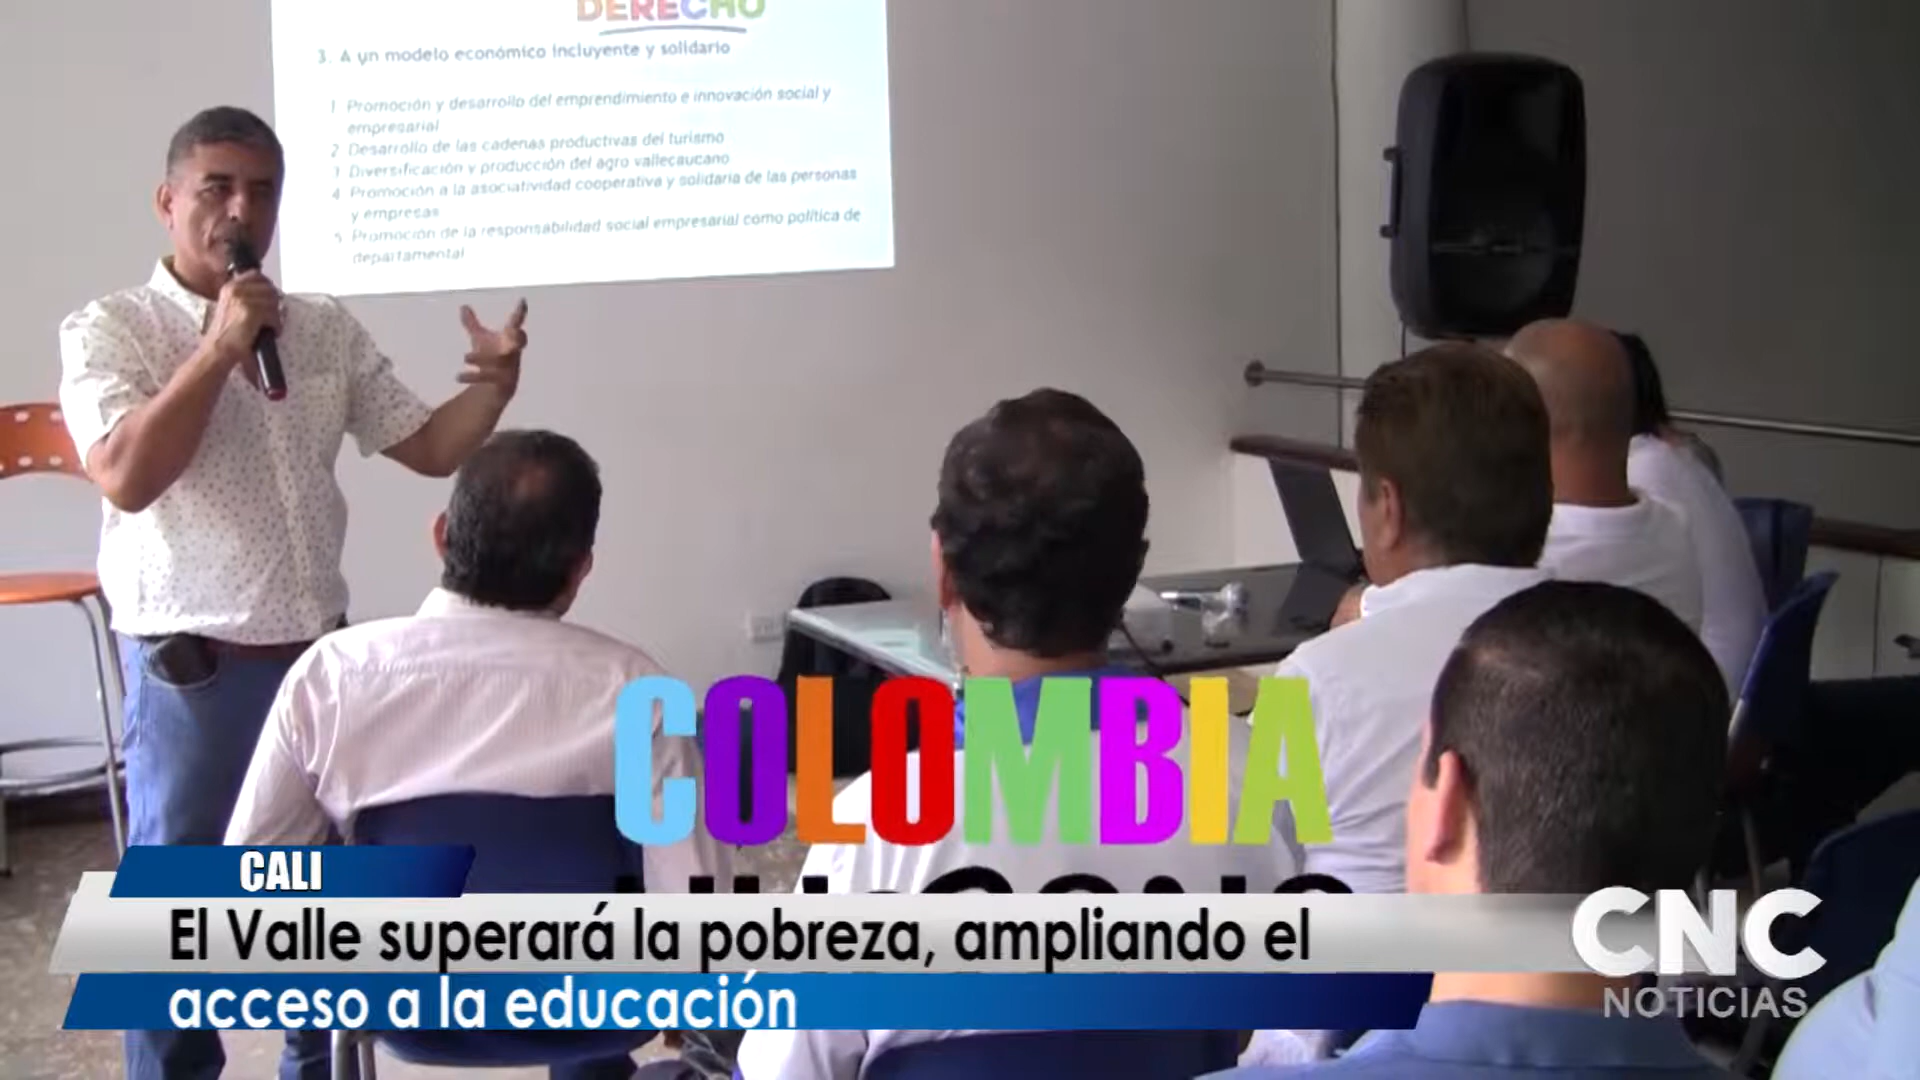 DERECHO
3. A un modelo económico incluyente y solidario
1 Promoción y desarrollo del emprendimiento e innovación social y
empresarial
2 Desarrollo de las cadenas productivas del turismo
3 Diversificación y producción del agro vallecaucano
4 Promoción a la asociatividad cooperativa y solidaria de las personas
y empresas
5 Promoción de la responsabilidad social empresarial como política de
departamental
COLOMBIA
CALI
El Valle superará la pobreza, ampliando el
acceso a la educación
CNC
NOTICIAS